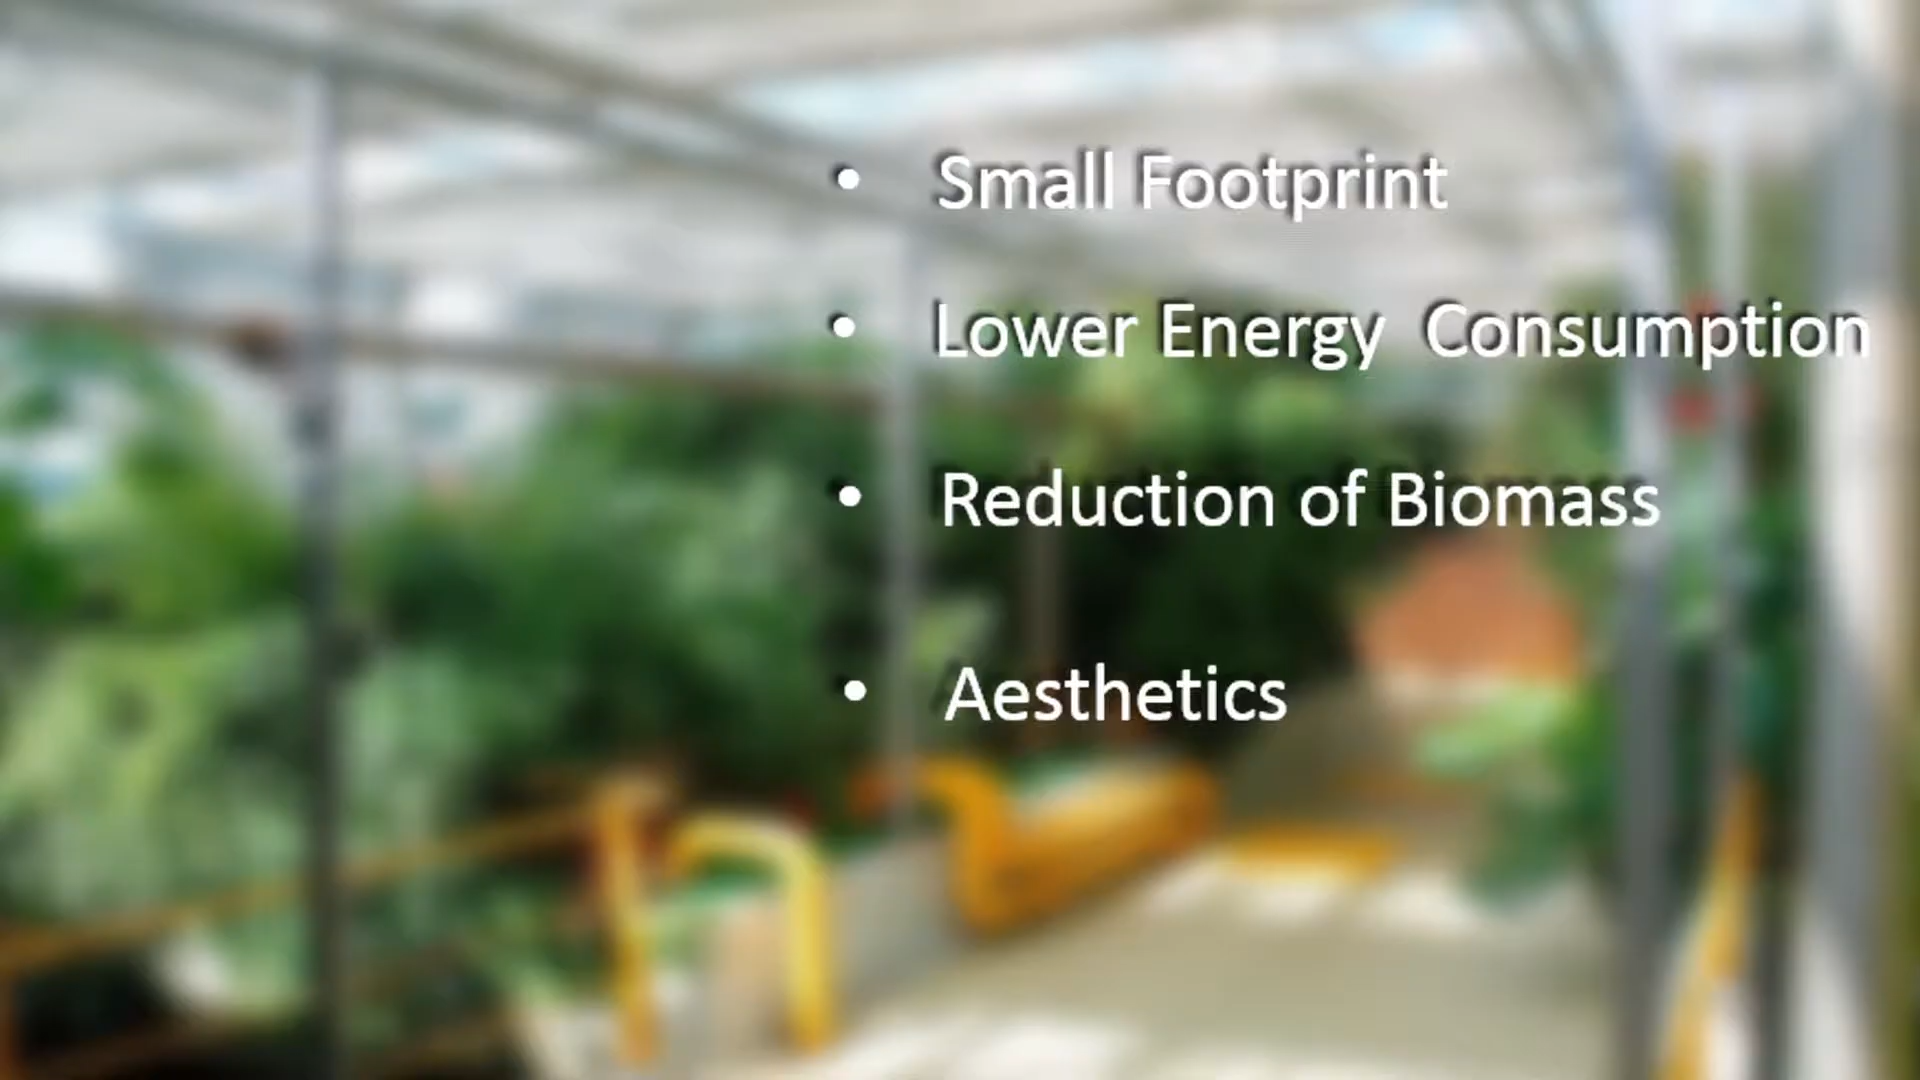 • Small Footprint
• Lower Energy  Consumption
• Reduction of Biomass
• Aesthetics